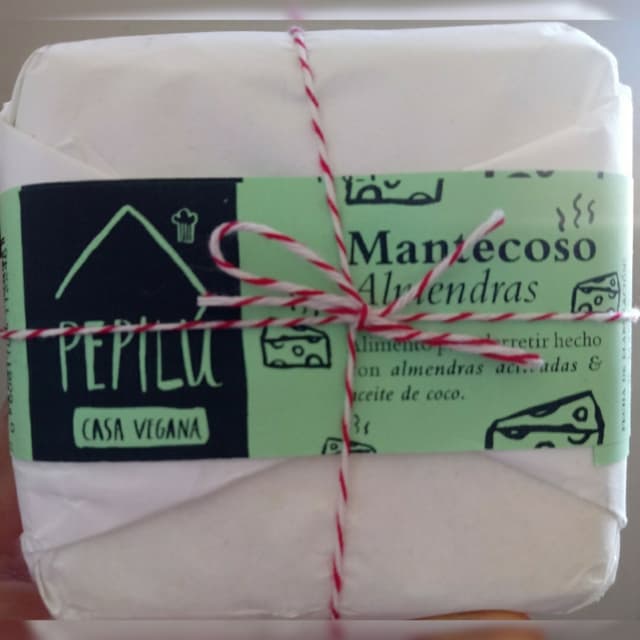 PEPILÚ
CASA VEGANA
Mantecoso
Almendras
Alimento para derretir hecho
con almendras activadas &
aceite de coco.